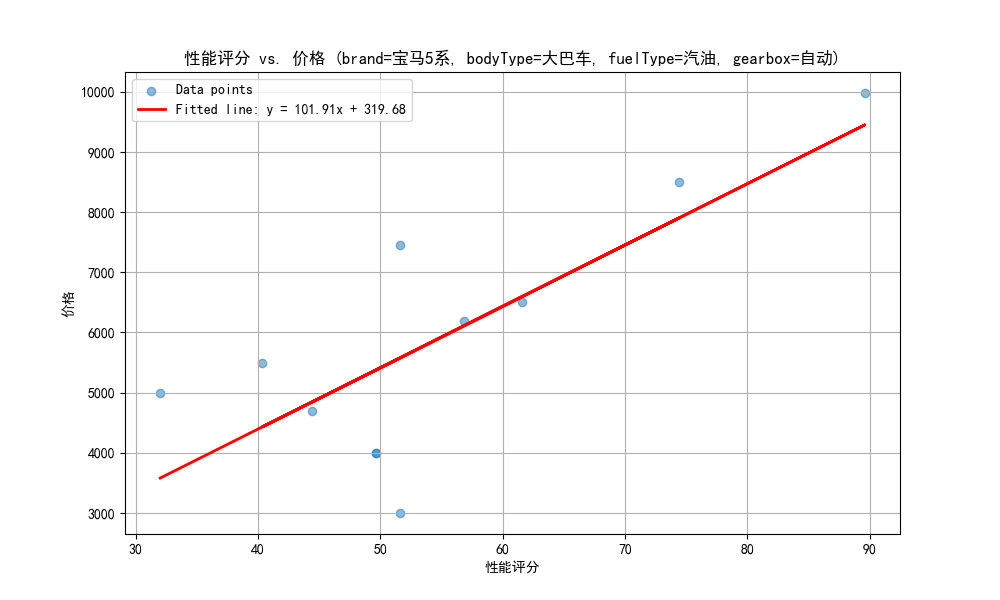 性能评分 vs. 价格 (brand=宝马5系, bodyType=大巴车, fuelType=汽油, gearbox=自动)
Data points
Fitted line: y = 101.91x + 319.68
价格
10000
9000
8000
7000
6000
5000
4000
3000
30 40 50 60 70 80 90
性能评分